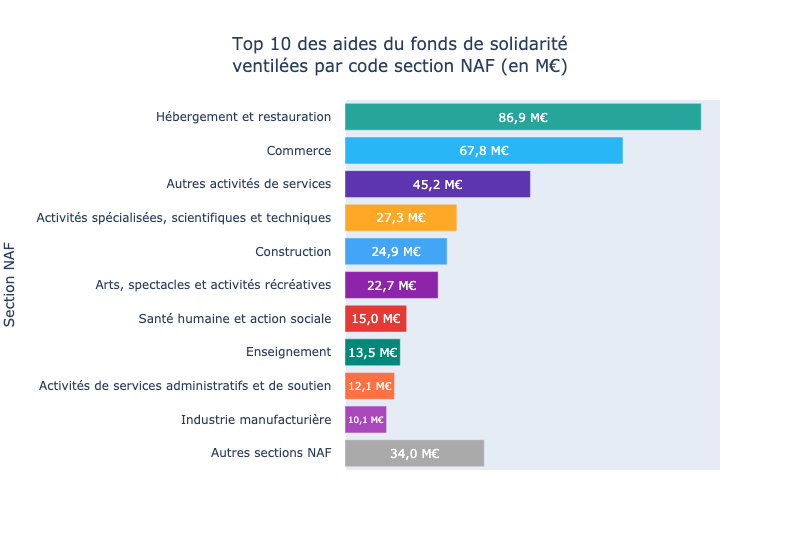 Top 10 des aides du fonds de solidarité
ventilées par code section NAF (en M€)
Section NAF
Hébergement et restauration 86,9 M€
Commerce 67,8 M€
Autres activités de services 45,2 M€
Activités spécialisées, scientifiques et techniques 27,3 M€
Construction 24,9 M€
Arts, spectacles et activités récréatives 22,7 M€
Santé humaine et action sociale 15,0 M€
Enseignement 13,5 M€
Activités de services administratifs et de soutien 12,1 M€
Industrie manufacturière 10,1 M€
Autres sections NAF 34,0 M€